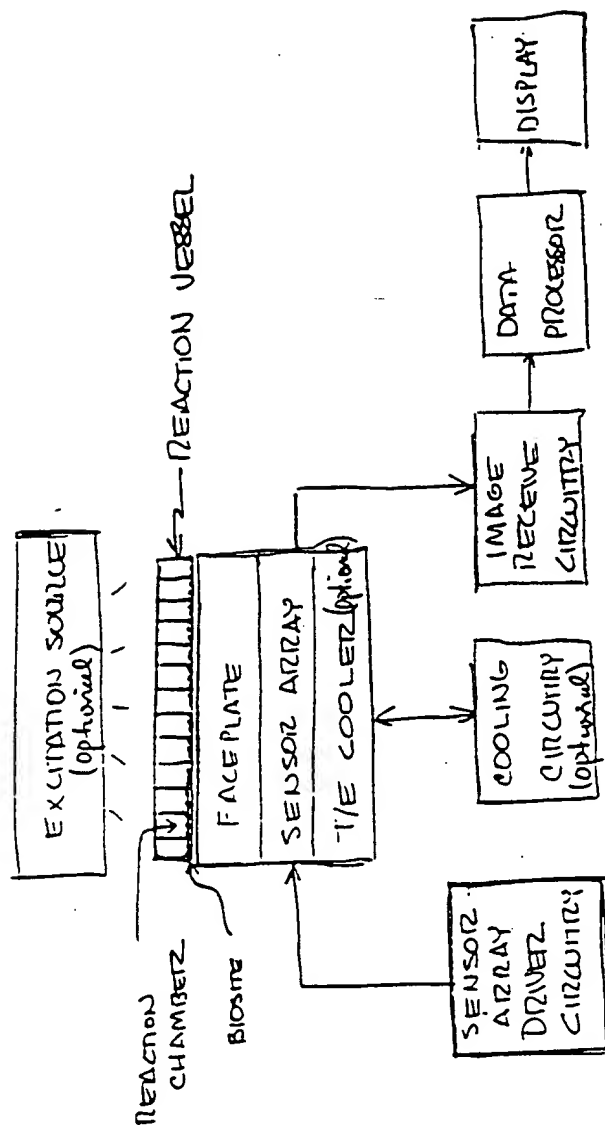 EXCITATION SOURCE
(optional)
REACTION VESSEL
REACTION
CHAMBER
BIOSITE
FACEPLATE
SENSOR ARRAY
T/E COOLER (optional)
SENSOR
ARRAY
DRIVER
CIRCUITRY
COOLING
CIRCUITRY
(optional)
IMAGE
RECEIVE
CIRCUITRY
DATA
PROCESSOR
DISPLAY